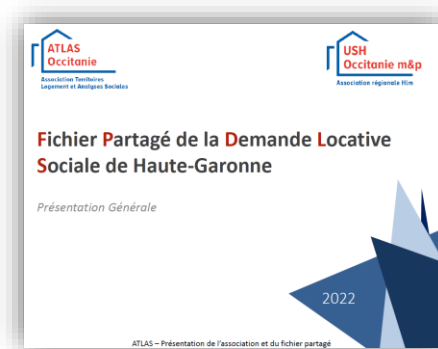 ATLAS
Occitanie
Association Territoires
Logement et Analyses Sociales
USH
Occitanie m&p
Association régionale Hlm
Fichier Partagé de la Demande Locative
Sociale de Haute-Garonne
Présentation Générale
2022
ATLAS – Présentation de l'association et du fichier partagé